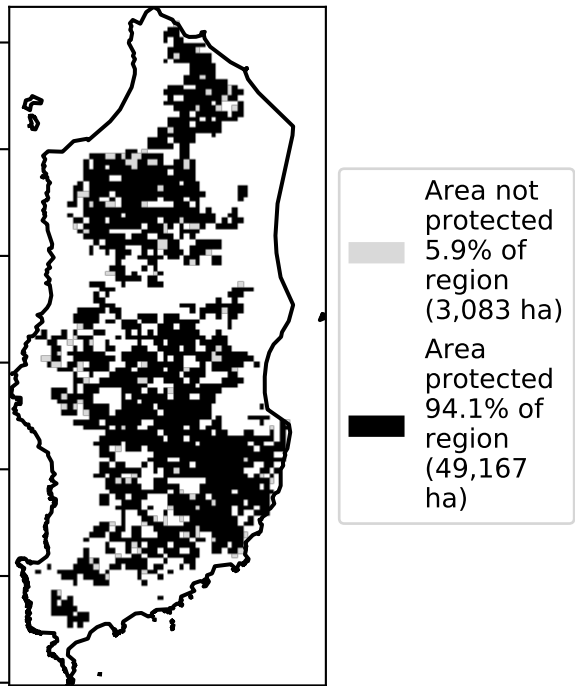 Area not
protected
5.9% of
region
(3,083 ha)
Area
protected
94.1% of
region
(49,167
ha)